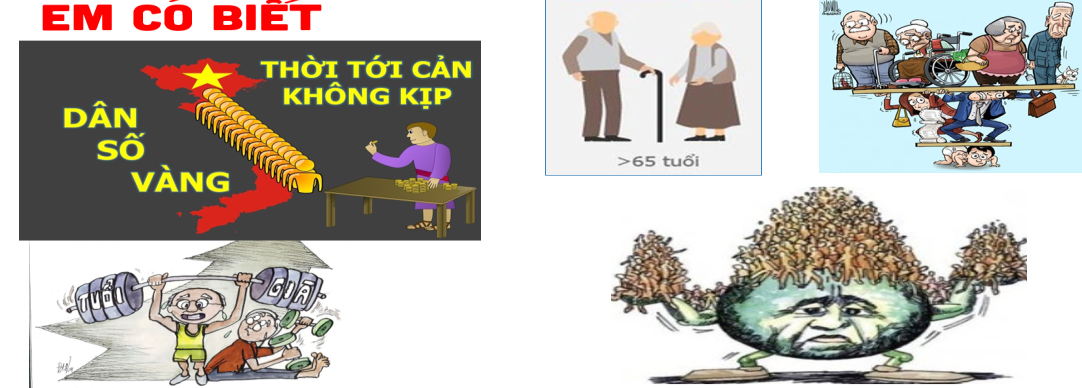 EM CÓ BIẾT
THỜI TỚI CẢN
KHÔNG KỊP
DÂN
SỐ
VÀNG
>65 tuổi
TUỔI
GIÀ